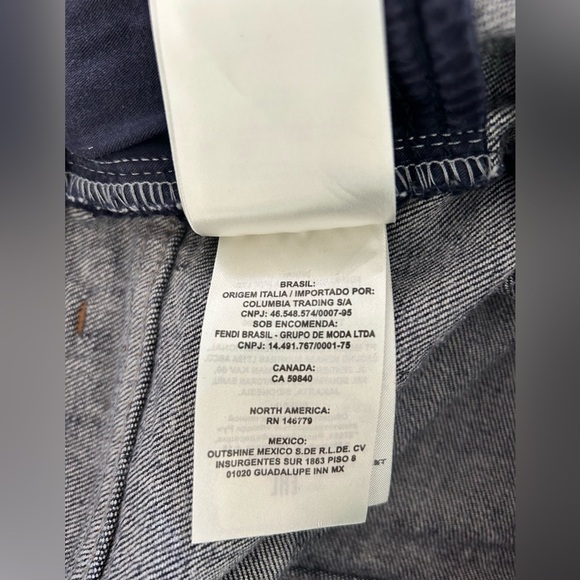 BRASIL:
ORIGEM ITALIA / IMPORTADO POR:
COLUMBIA TRADING S/A
CNPJ: 46.548.574/0007-95
SOB ENCOMENDA:
FENDI BRASIL - GRUPO DE MODA LTDA
CNPJ: 14.491.767/0001-75
CANADA:
CA 59840
NORTH AMERICA:
RN 146779
MEXICO:
OUTSHINE MEXICO S.DE R.L.DE. CV
INSURGENTES SUR 1863 PISO 8
01020 GUADALUPE INN MX